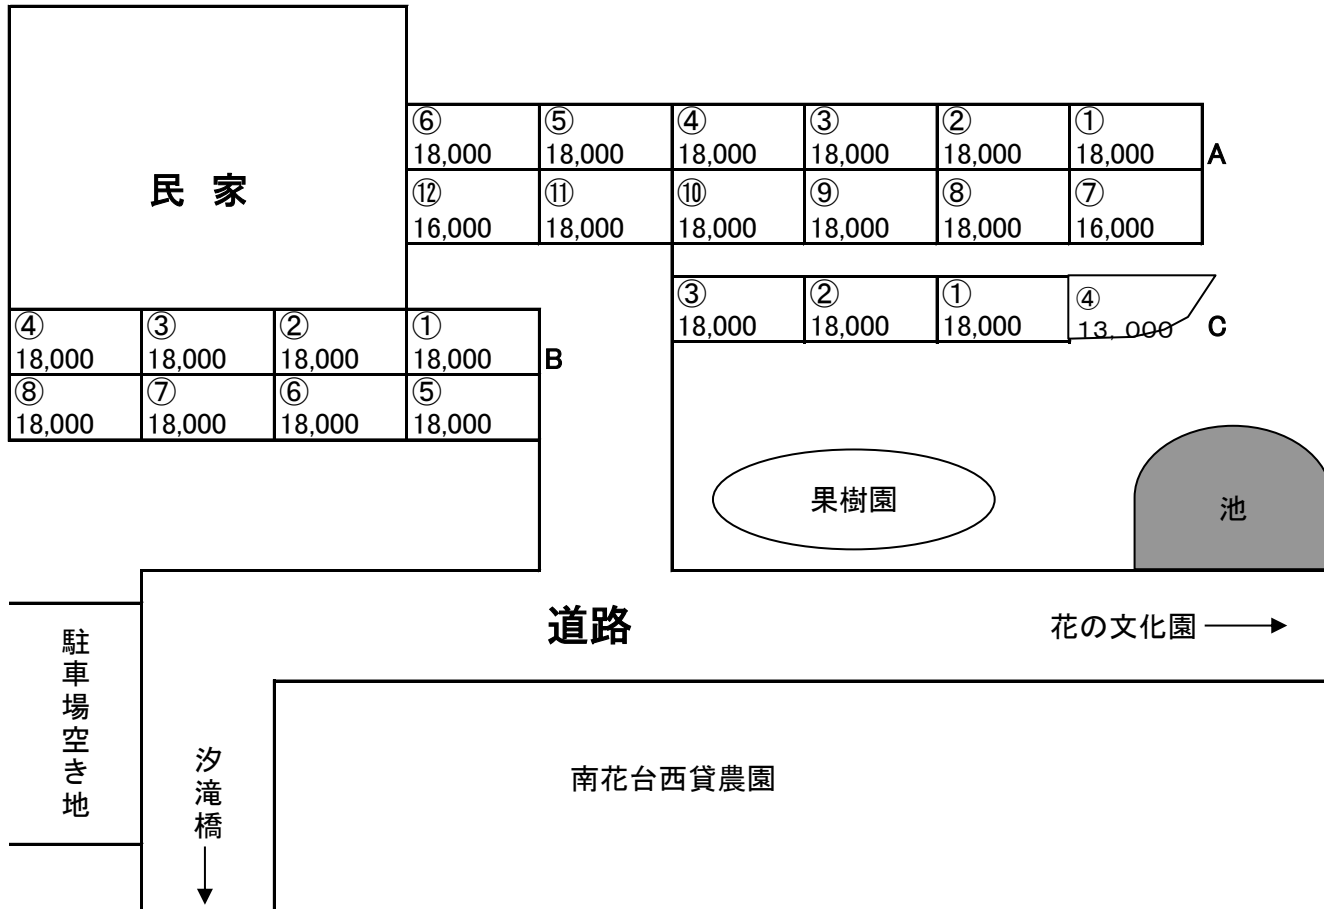 ⑥ ⑤ ④ ③ ② ①
18,000 18,000 18,000 18,000 18,000 18,000 A
⑫ ⑪ ⑩ ⑨ ⑧ ⑦
16,000 18,000 18,000 18,000 18,000 16,000
民 家
③ ② ① ④
18,000 18,000 18,000 13,000 C
④ ③ ② ①
18,000 18,000 18,000 18,000 B
⑧ ⑦ ⑥ ⑤
18,000 18,000 18,000 18,000
果樹園
池
道路
花の文化園
駐車場空き地
汐滝橋
南花台西貸農園